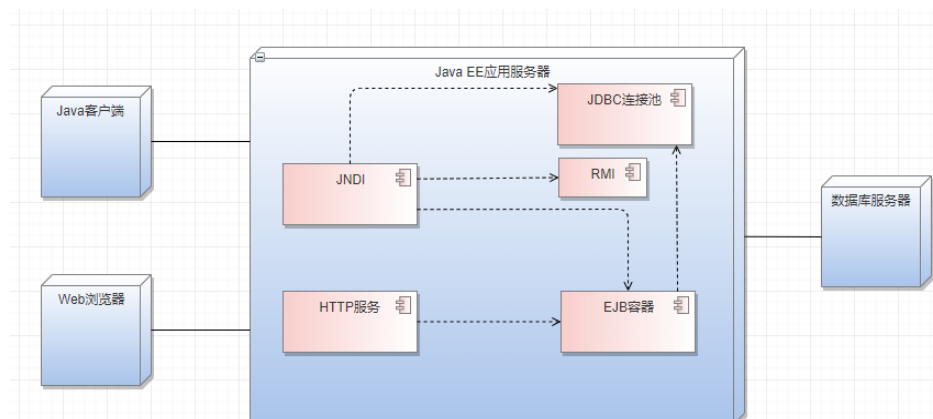 Java EE应用服务器
Java客户端
JDBC连接池
JNDI
RMI
数据库服务器
Web浏览器
HTTP服务
EJB容器